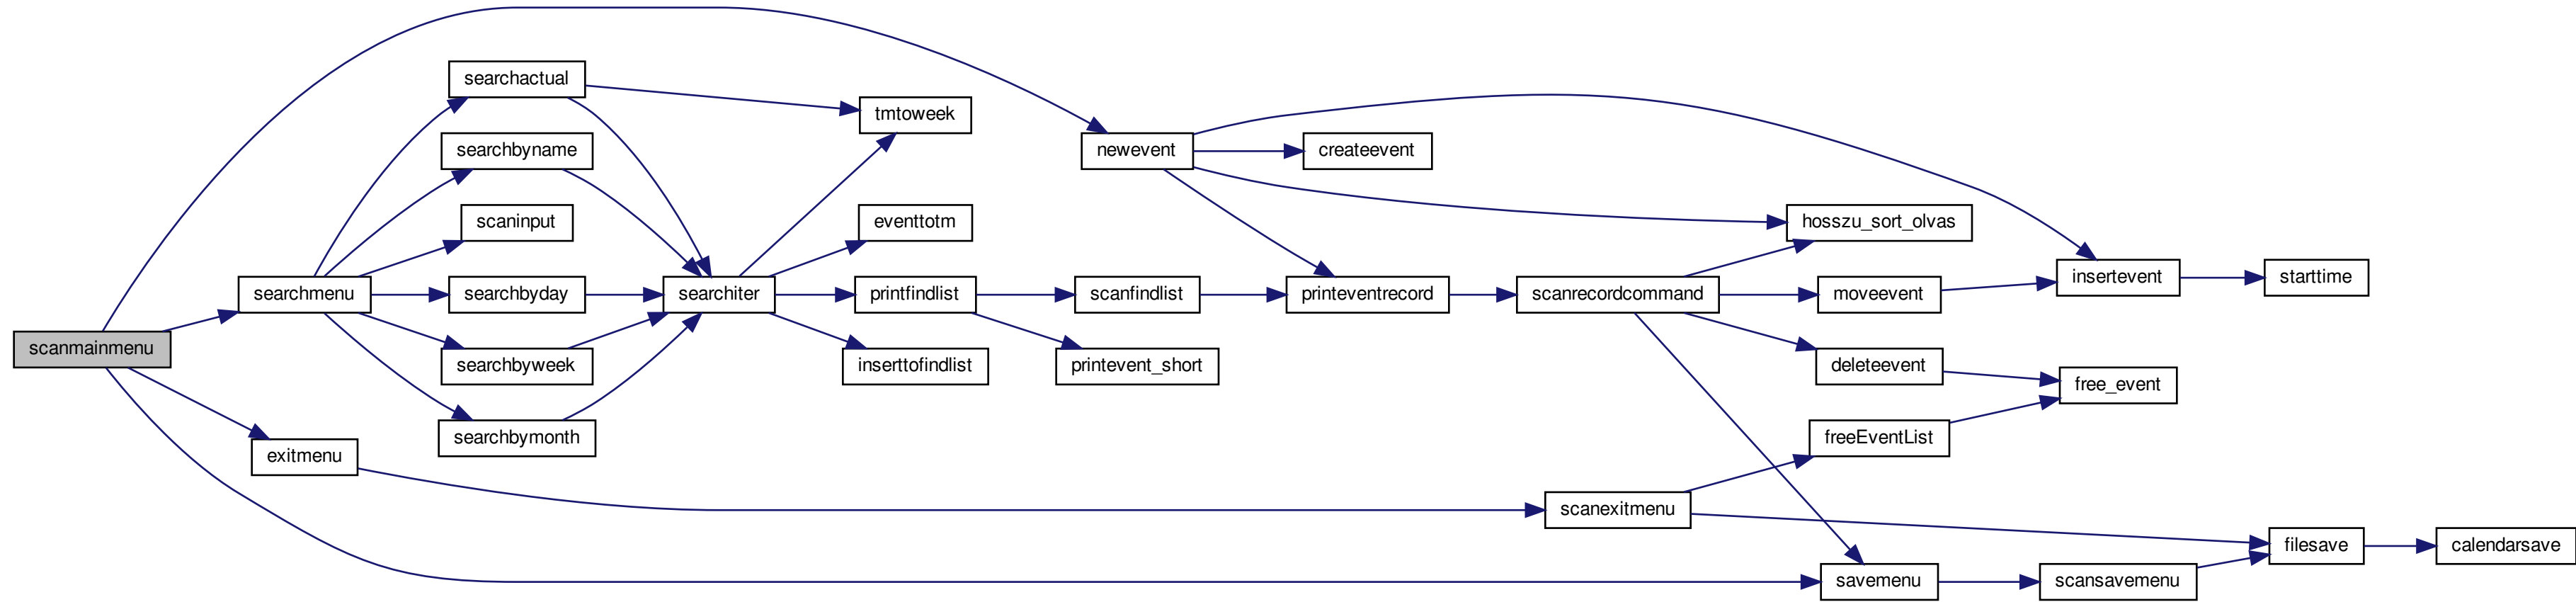 scanmainmenu
searchmenu
exitmenu
searchactual
searchbyname
scaninput
searchbyday
searchbyweek
searchbymonth
searchiter
tmtoweek
eventtotm
printfindlist
inserttofindlist
newevent
scanfindlist
printevent_short
createevent
printeventrecord
scanrecordcommand
scanexitmenu
hosszu_sort_olvas
moveevent
deleteevent
freeEventList
savemenu
insertevent
free_event
scansavemenu
starttime
filesave
calendarsave